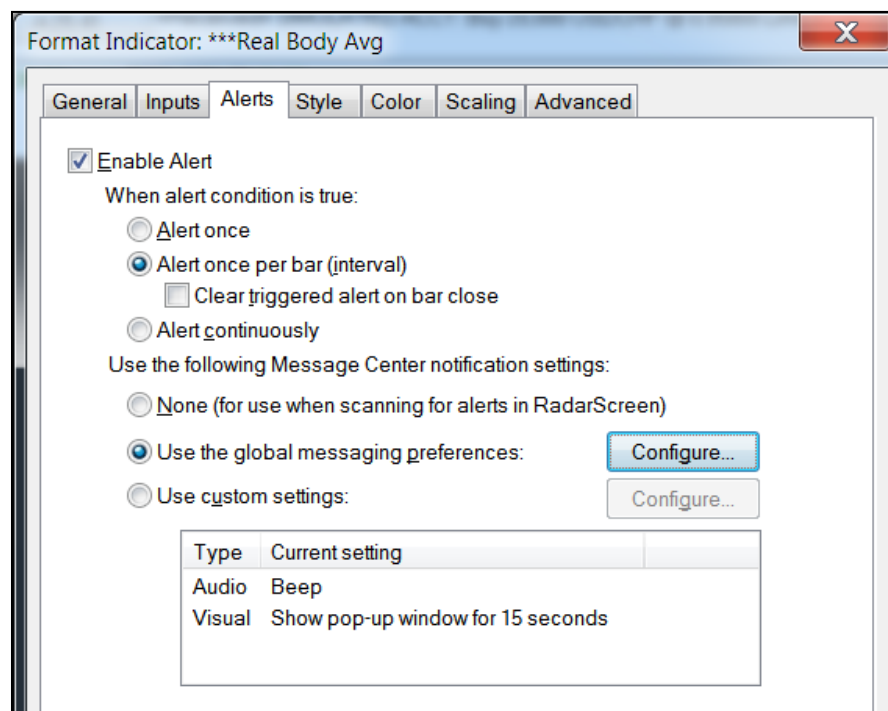 Format Indicator: ***Real Body Avg
General Inputs Alerts Style Color Scaling Advanced
Enable Alert
When alert condition is true:
Alert once
Alert once per bar (interval)
Clear triggered alert on bar close
Alert continuously
Use the following Message Center notification settings:
None (for use when scanning for alerts in RadarScreen)
Use the global messaging preferences: Configure...
Use custom settings: Configure...
Type Current setting
Audio Beep
Visual Show pop-up window for 15 seconds